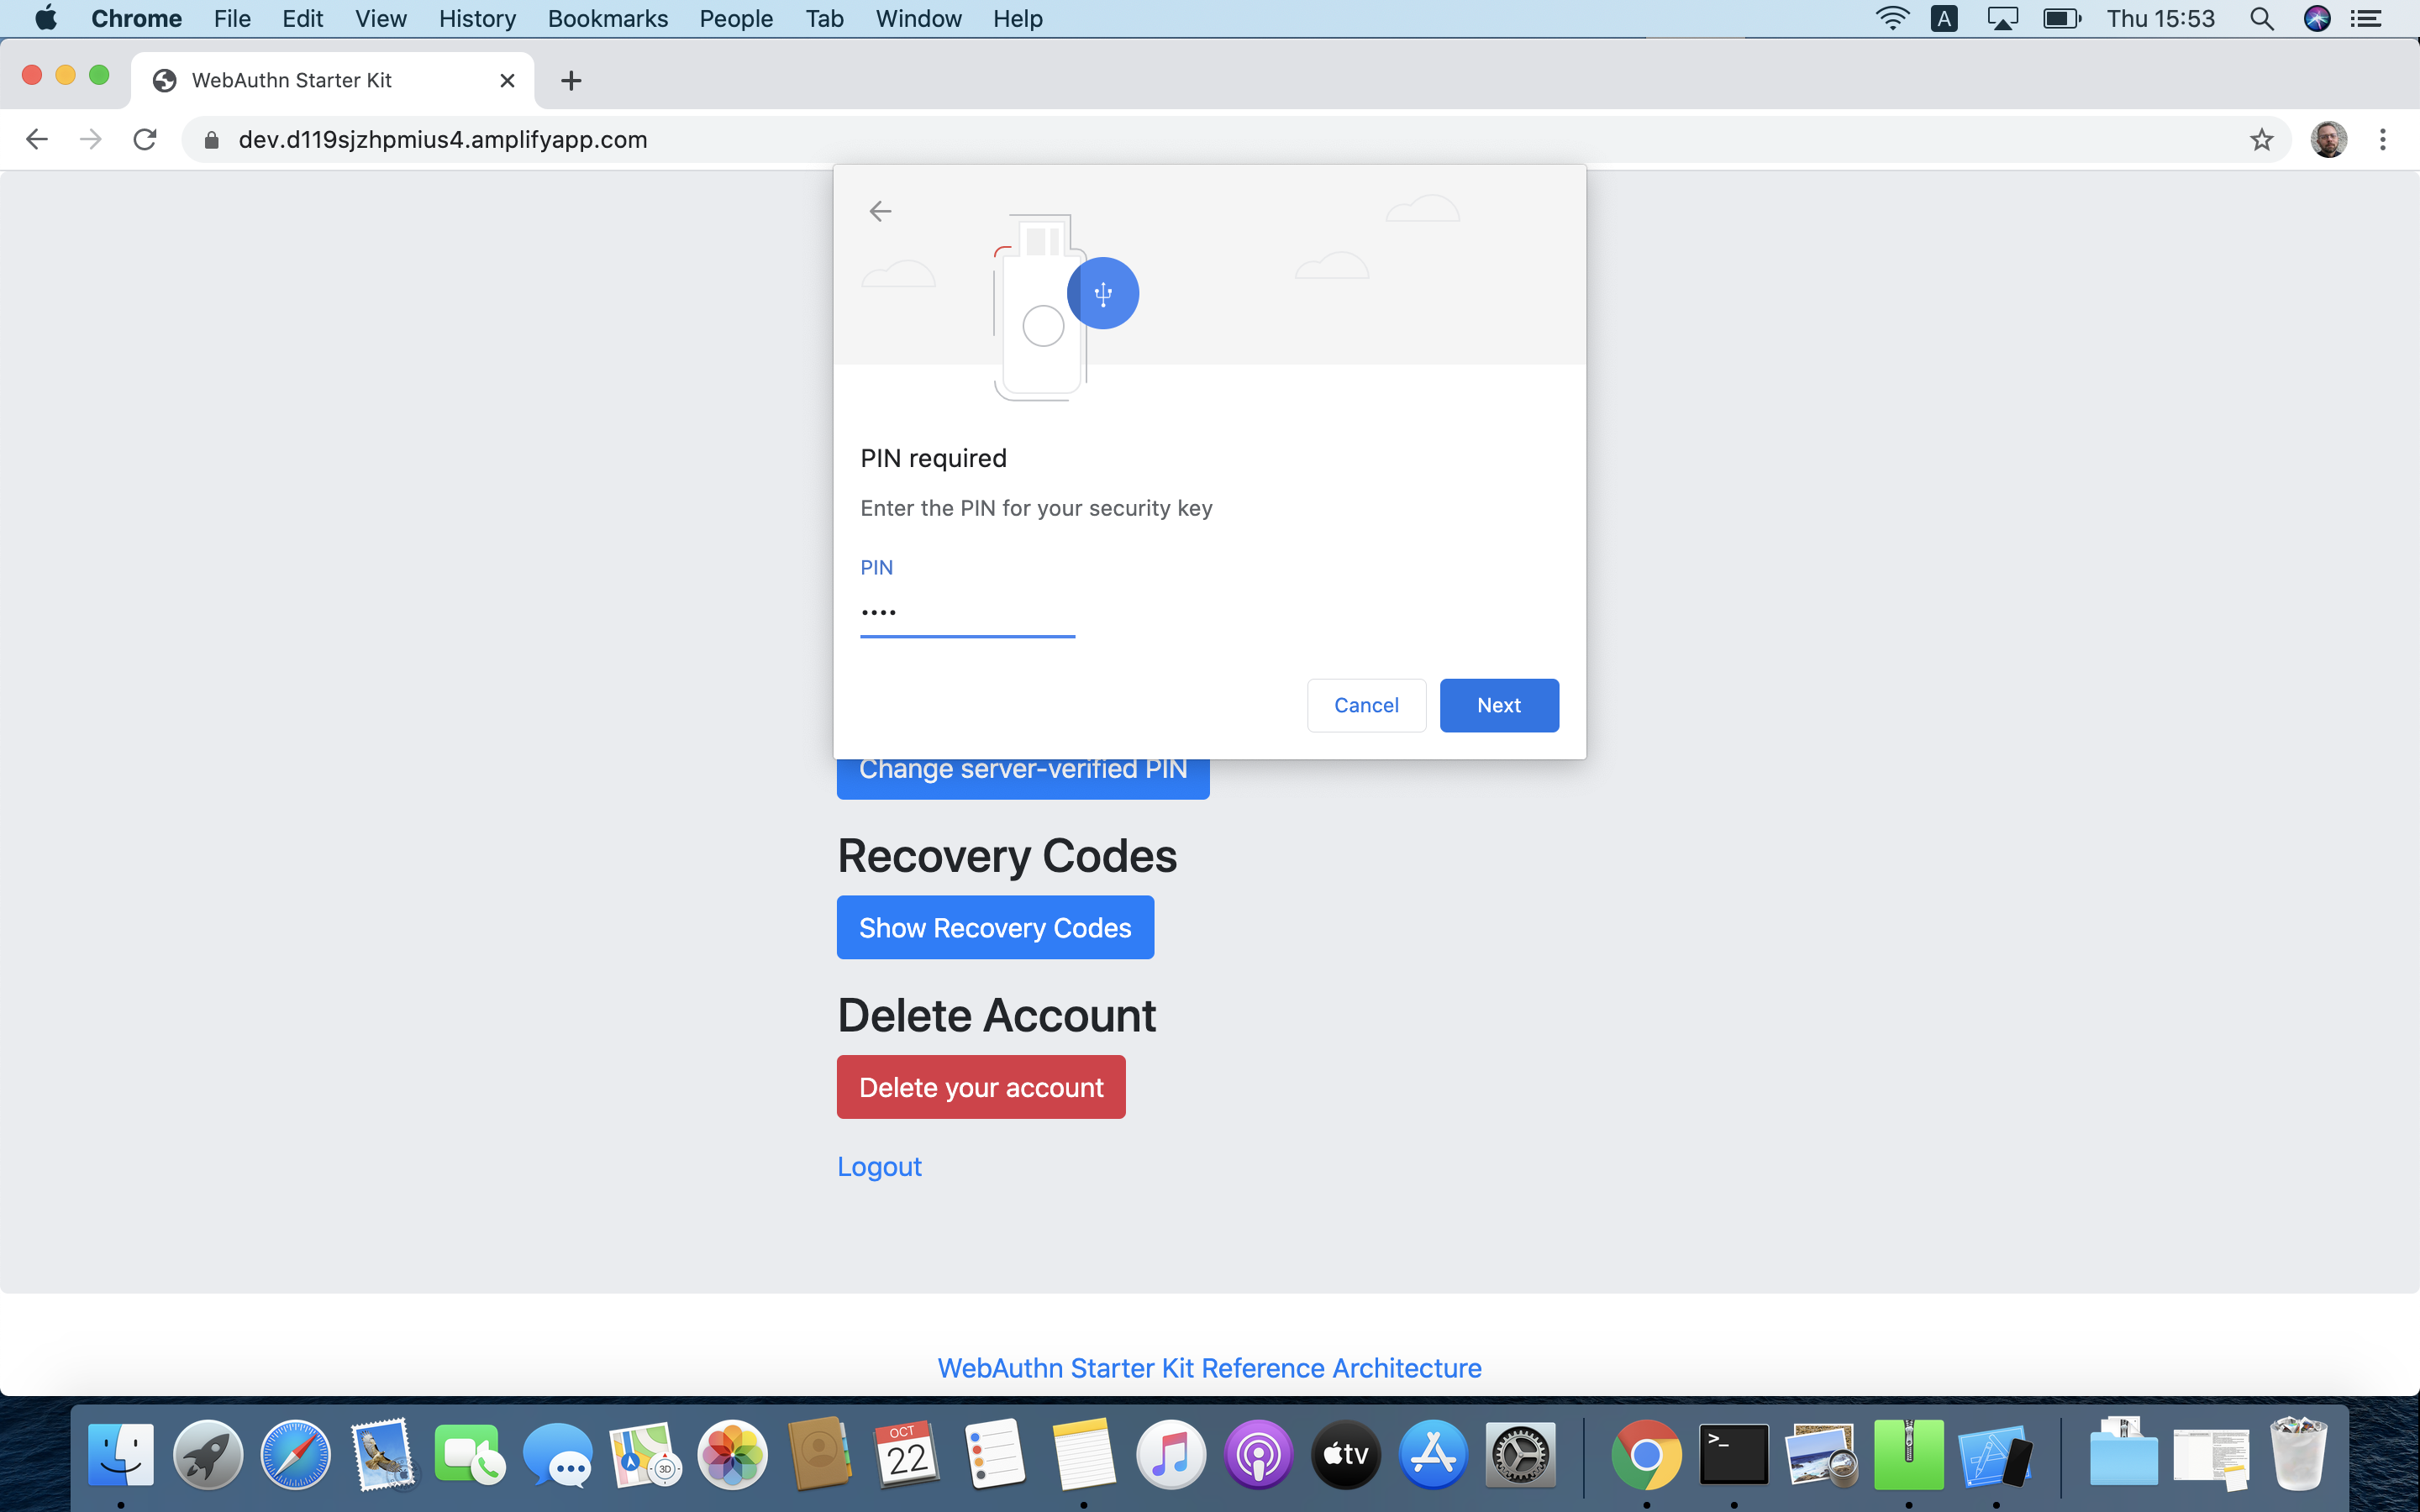 Chrome File Edit View History Bookmarks People Tab Window Help A Thu 15:53
WebAuthn Starter Kit
dev.d119sjzhpmius4.amplifyapp.com
PIN required
Enter the PIN for your security key
PIN
••••
Cancel Next
Change server-verified PIN
Recovery Codes
Show Recovery Codes
Delete Account
Delete your account
Logout
WebAuthn Starter Kit Reference Architecture
OCT
22
3D
tv
>_